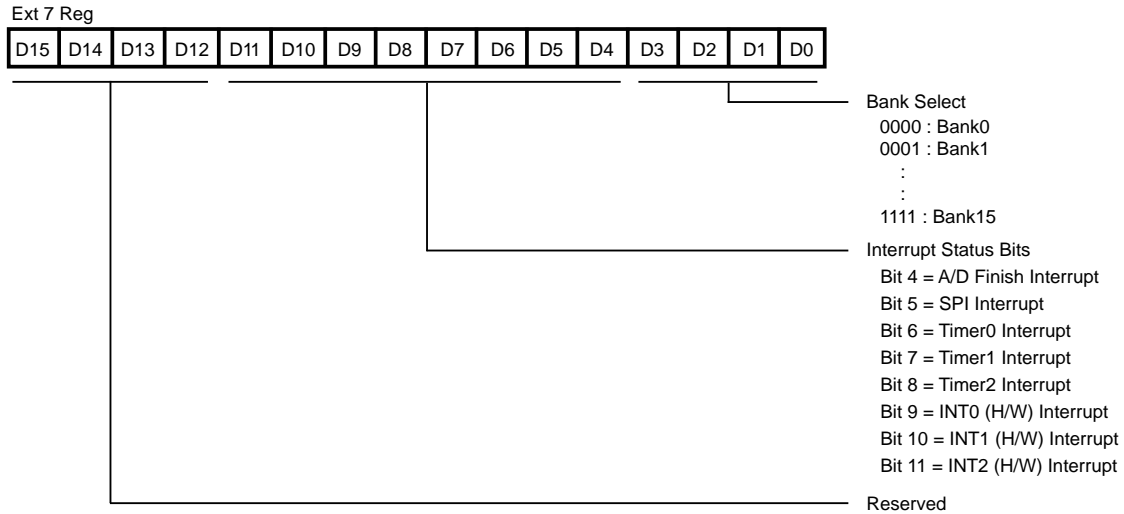 Ext 7 Reg
D15 D14 D13 D12 D11 D10 D9 D8 D7 D6 D5 D4 D3 D2 D1 D0
Bank Select
0000 : Bank0
0001 : Bank1
:
:
1111 : Bank15
Interrupt Status Bits
Bit 4 = A/D Finish Interrupt
Bit 5 = SPI Interrupt
Bit 6 = Timer0 Interrupt
Bit 7 = Timer1 Interrupt
Bit 8 = Timer2 Interrupt
Bit 9 = INT0 (H/W) Interrupt
Bit 10 = INT1 (H/W) Interrupt
Bit 11 = INT2 (H/W) Interrupt
Reserved